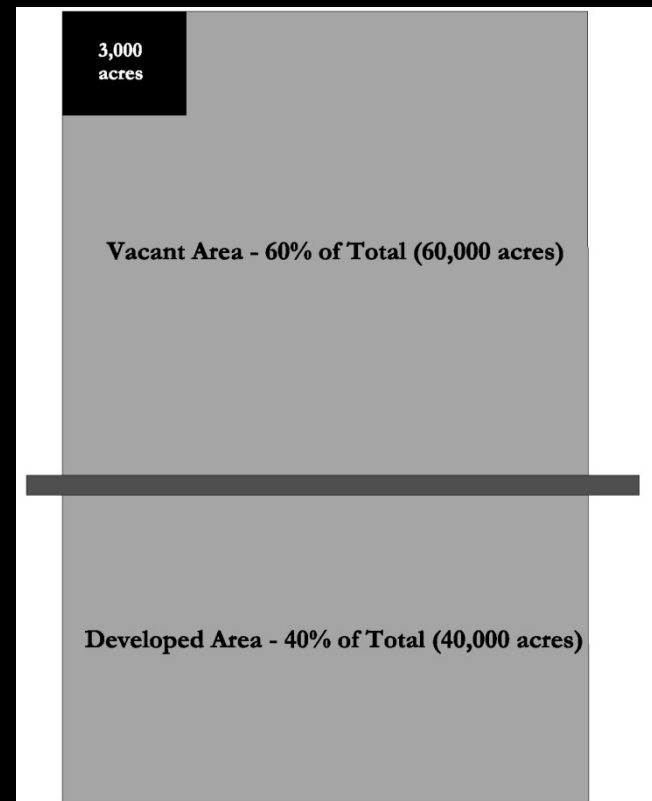 3,000
acres
Vacant Area - 60% of Total (60,000 acres)
Developed Area - 40% of Total (40,000 acres)